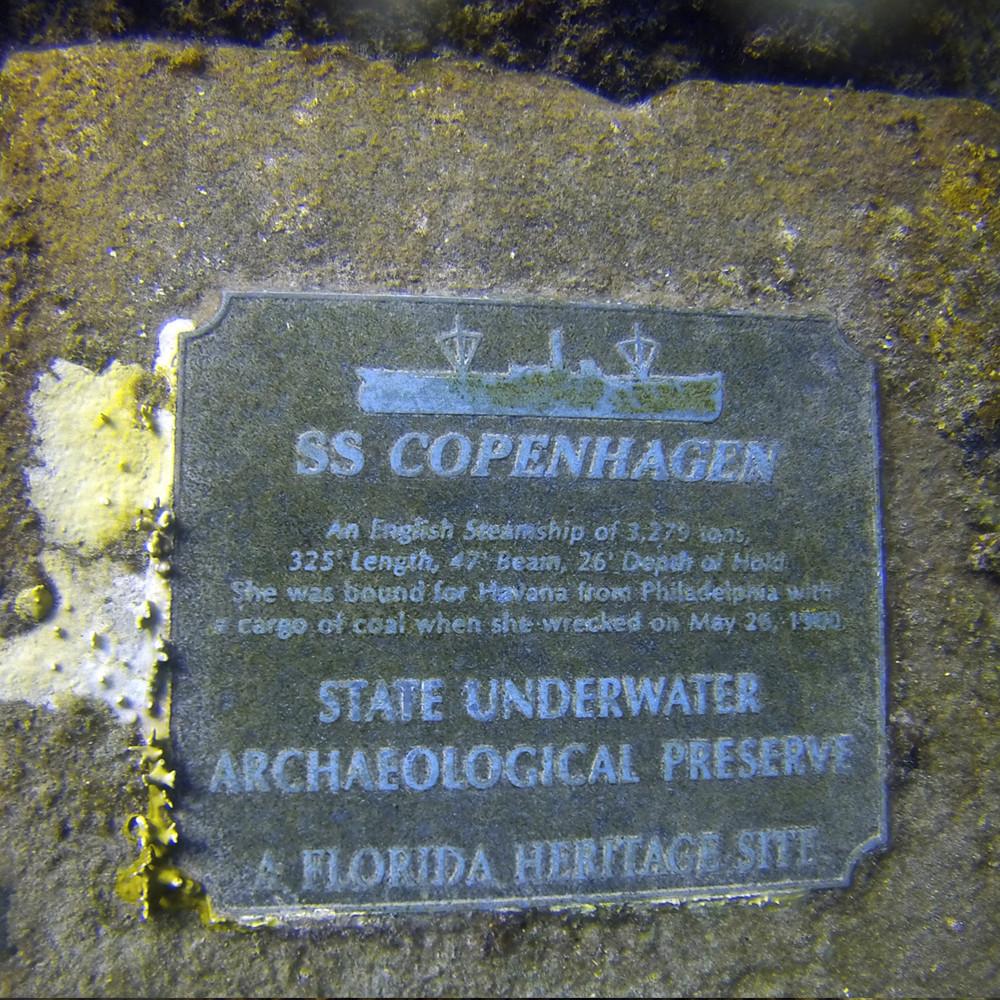 SS COPENHAGEN
An English Steamship of 3,279 tons,
325' Length, 47' Beam, 26' Depth of Hold.
She was bound for Havana from Philadelphia with
a cargo of coal when she wrecked on May 26, 1900.
STATE UNDERWATER
ARCHAEOLOGICAL PRESERVE
A FLORIDA HERITAGE SITE